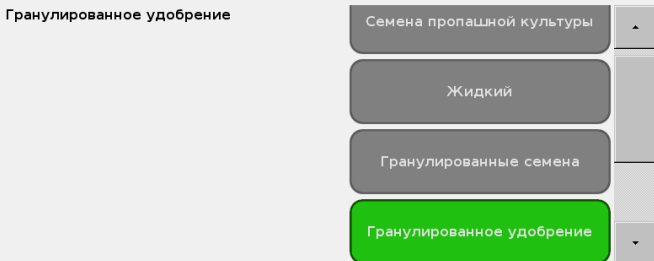 Гранулированное удобрение
Семена пропашной культуры
Жидкий
Гранулированные семена
Гранулированное удобрение